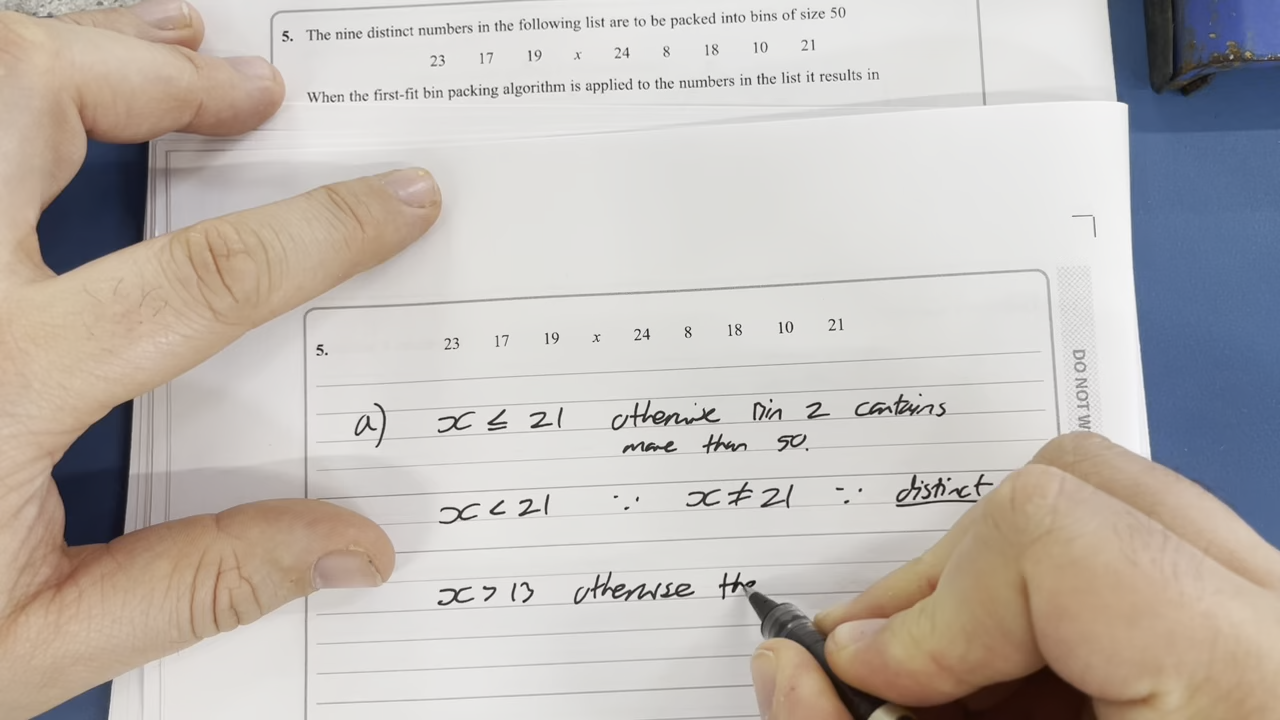 5. The nine distinct numbers in the following list are to be packed into bins of size 50
23 17 19 x 24 8 18 10 21
When the first-fit bin packing algorithm is applied to the numbers in the list it results in
5. 23 17 19 x 24 8 18 10 21
a) x ≤ 21 otherwise bin 2 contains
more than 50.
x < 21 ∵ x ≠ 21 ∵ distinct
x > 13 otherwise the
DO NOT W